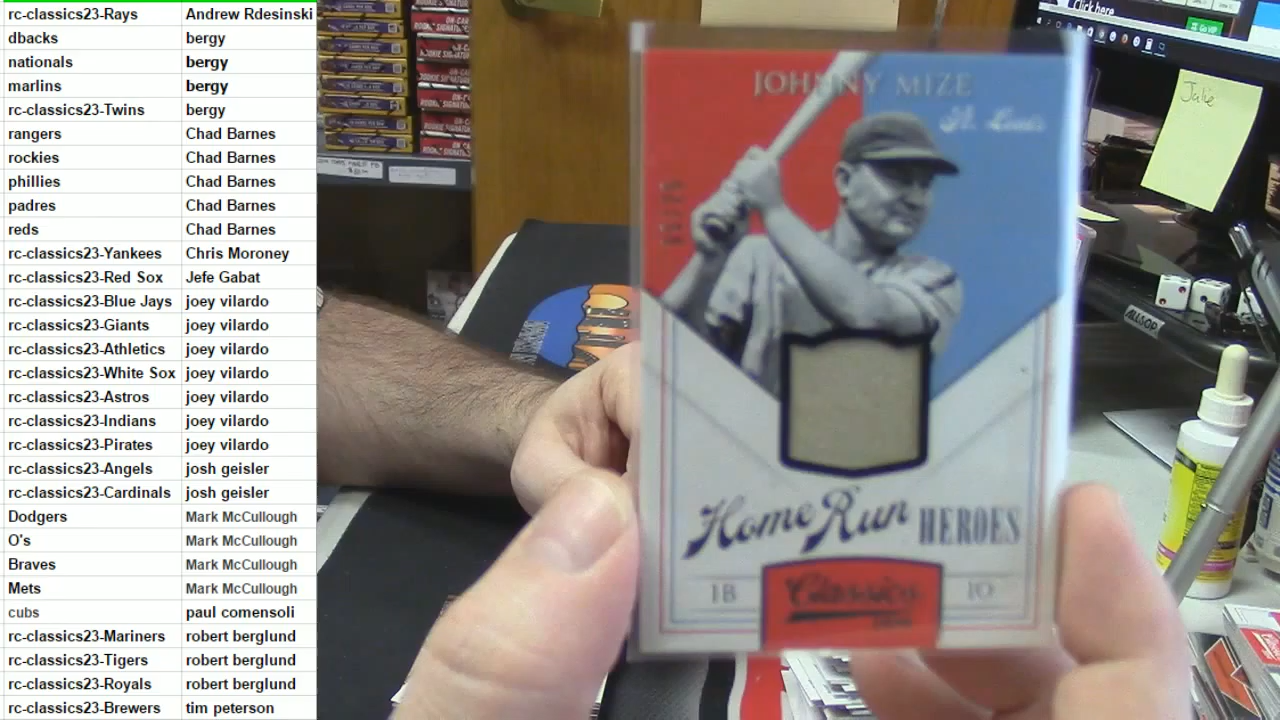 rc-classics23-Rays Andrew Rdesinski
dbacks bergy
nationals bergy
marlins bergy
rc-classics23-Twins bergy
rangers Chad Barnes
rockies Chad Barnes
phillies Chad Barnes
padres Chad Barnes
reds Chad Barnes
rc-classics23-Yankees Chris Moroney
rc-classics23-Red Sox Jefe Gabat
rc-classics23-Blue Jays joey vilardo
rc-classics23-Giants joey vilardo
rc-classics23-Athletics joey vilardo
rc-classics23-White Sox joey vilardo
rc-classics23-Astros joey vilardo
rc-classics23-Indians joey vilardo
rc-classics23-Pirates joey vilardo
rc-classics23-Angels josh geisler
rc-classics23-Cardinals josh geisler
Dodgers Mark McCullough
O's Mark McCullough
Braves Mark McCullough
Mets Mark McCullough
cubs paul comensoli
rc-classics23-Mariners robert berglund
rc-classics23-Tigers robert berglund
rc-classics23-Royals robert berglund
rc-classics23-Brewers tim peterson
JOHNNY MIZE
St. Louis
Home Run HEROES
1B
Classics
10
Click here
Go VIP
Julie
ALLSOP